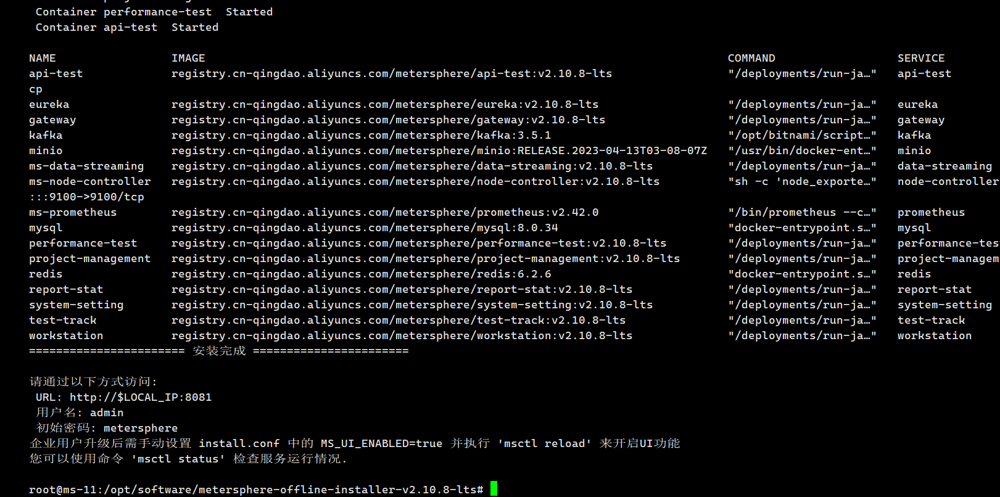 Container performance-test  Started
Container api-test  Started
NAME IMAGE COMMAND SERVICE
api-test registry.cn-qingdao.aliyuncs.com/metersphere/api-test:v2.10.8-lts "/deployments/run-ja…" api-test
cp
eureka registry.cn-qingdao.aliyuncs.com/metersphere/eureka:v2.10.8-lts "/deployments/run-ja…" eureka
gateway registry.cn-qingdao.aliyuncs.com/metersphere/gateway:v2.10.8-lts "/deployments/run-ja…" gateway
kafka registry.cn-qingdao.aliyuncs.com/metersphere/kafka:3.5.1 "/opt/bitnami/script…" kafka
minio registry.cn-qingdao.aliyuncs.com/metersphere/minio:RELEASE.2023-04-13T03-08-07Z "/usr/bin/docker-ent…" minio
ms-data-streaming registry.cn-qingdao.aliyuncs.com/metersphere/data-streaming:v2.10.8-lts "/deployments/run-ja…" data-streaming
ms-node-controller registry.cn-qingdao.aliyuncs.com/metersphere/node-controller:v2.10.8-lts "sh -c 'node_exporte…" node-controller
:::9100->9100/tcp
ms-prometheus registry.cn-qingdao.aliyuncs.com/metersphere/prometheus:v2.42.0 "/bin/prometheus --c…" prometheus
mysql registry.cn-qingdao.aliyuncs.com/metersphere/mysql:8.0.34 "docker-entrypoint.s…" mysql
performance-test registry.cn-qingdao.aliyuncs.com/metersphere/performance-test:v2.10.8-lts "/deployments/run-ja…" performance-tes
project-management registry.cn-qingdao.aliyuncs.com/metersphere/project-management:v2.10.8-lts "/deployments/run-ja…" project-managem
redis registry.cn-qingdao.aliyuncs.com/metersphere/redis:6.2.6 "docker-entrypoint.s…" redis
report-stat registry.cn-qingdao.aliyuncs.com/metersphere/report-stat:v2.10.8-lts "/deployments/run-ja…" report-stat
system-setting registry.cn-qingdao.aliyuncs.com/metersphere/system-setting:v2.10.8-lts "/deployments/run-ja…" system-setting
test-track registry.cn-qingdao.aliyuncs.com/metersphere/test-track:v2.10.8-lts "/deployments/run-ja…" test-track
workstation registry.cn-qingdao.aliyuncs.com/metersphere/workstation:v2.10.8-lts "/deployments/run-ja…" workstation
======================= 安装完成 =======================
请通过以下方式访问:
URL: http://$LOCAL_IP:8081
用户名: admin
初始密码: metersphere
企业用户升级后需手动设置 install.conf 中的 MS_UI_ENABLED=true 并执行 'msctl reload' 来开启UI功能
您可以使用命令 'msctl status' 检查服务运行情况.
root@ms-11:/opt/software/metersphere-offline-installer-v2.10.8-lts#